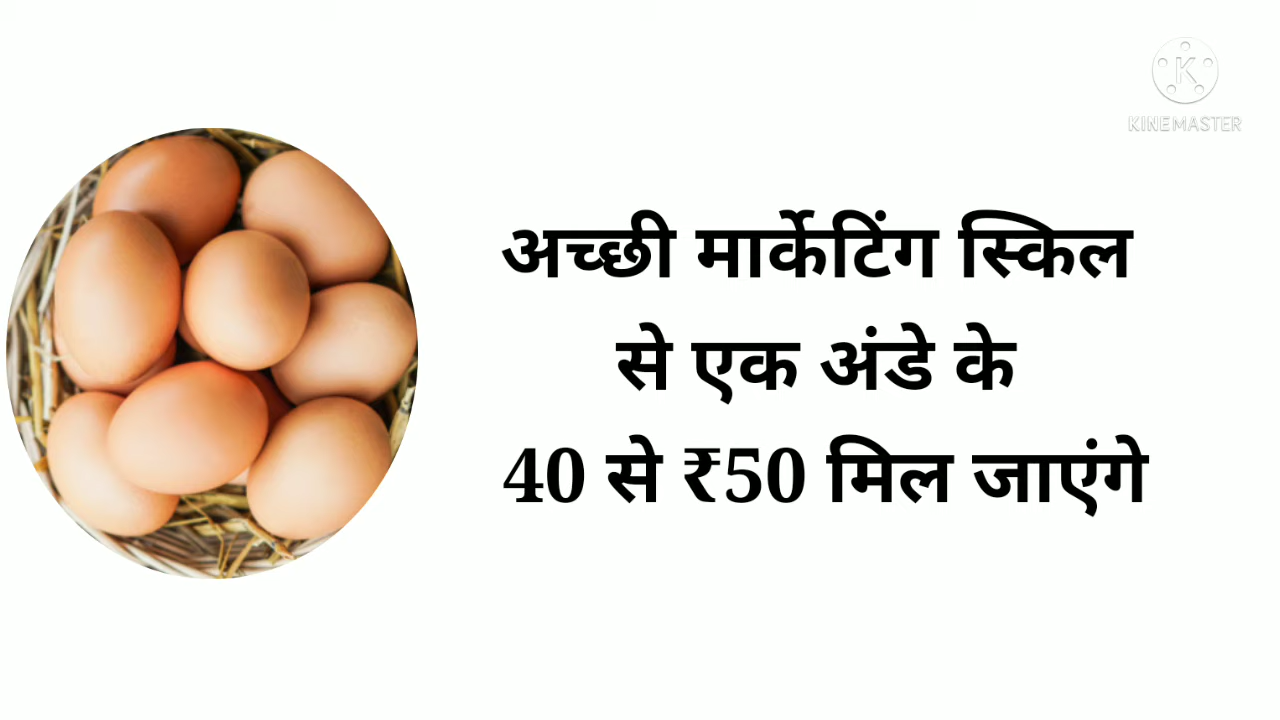 KINEMASTER
अच्छी मार्केटिंग स्किल
से एक अंडे के
40 से ₹50 मिल जाएंगे